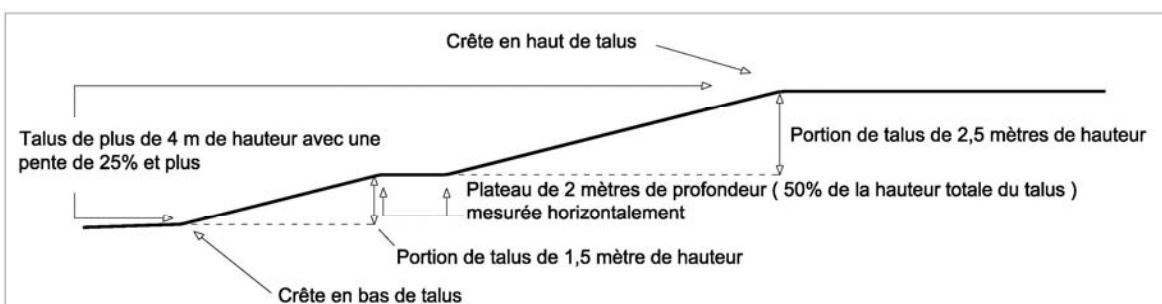 Crête en haut de talus
Talus de plus de 4 m de hauteur avec une
pente de 25% et plus
Portion de talus de 2,5 mètres de hauteur
Plateau de 2 mètres de profondeur ( 50% de la hauteur totale du talus )
mesurée horizontalement
Portion de talus de 1,5 mètre de hauteur
Crête en bas de talus